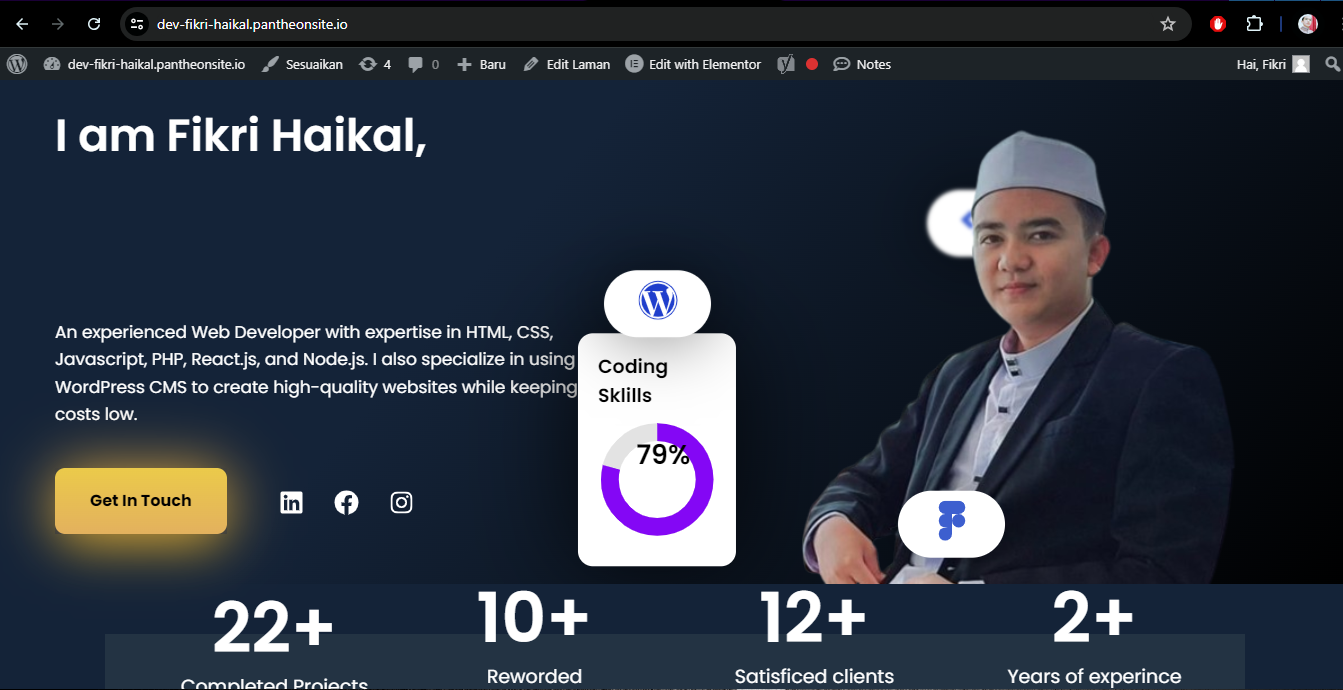 dev-fikri-haikal.pantheonsite.io
dev-fikri-haikal.pantheonsite.io Sesuaikan 4 0 Baru Edit Laman Edit with Elementor Notes Hai, Fikri
I am Fikri Haikal,
An experienced Web Developer with expertise in HTML, CSS,
Javascript, PHP, React.js, and Node.js. I also specialize in using
WordPress CMS to create high-quality websites while keeping
costs low.
Get In Touch
Coding
Sklills
79%
22+ 10+ 12+ 2+
Completed Projects Reworded Satisficed clients Years of experince